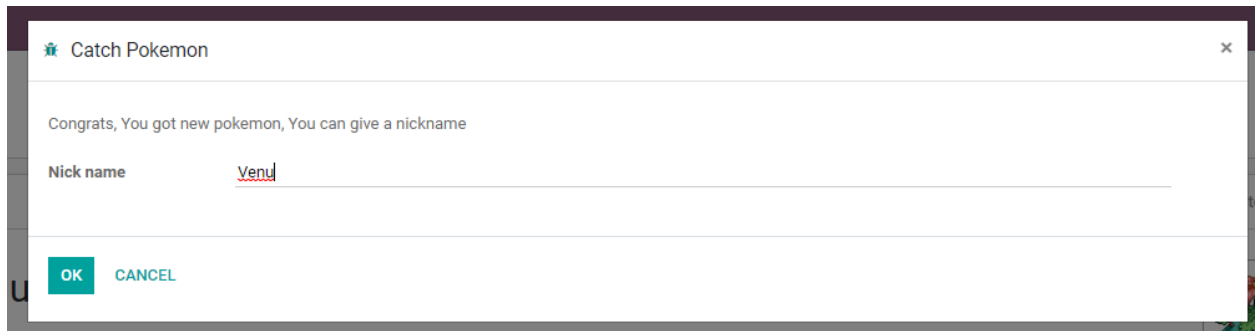 Catch Pokemon ×
Congrats, You got new pokemon, You can give a nickname
Nick name Venu
OK CANCEL
u